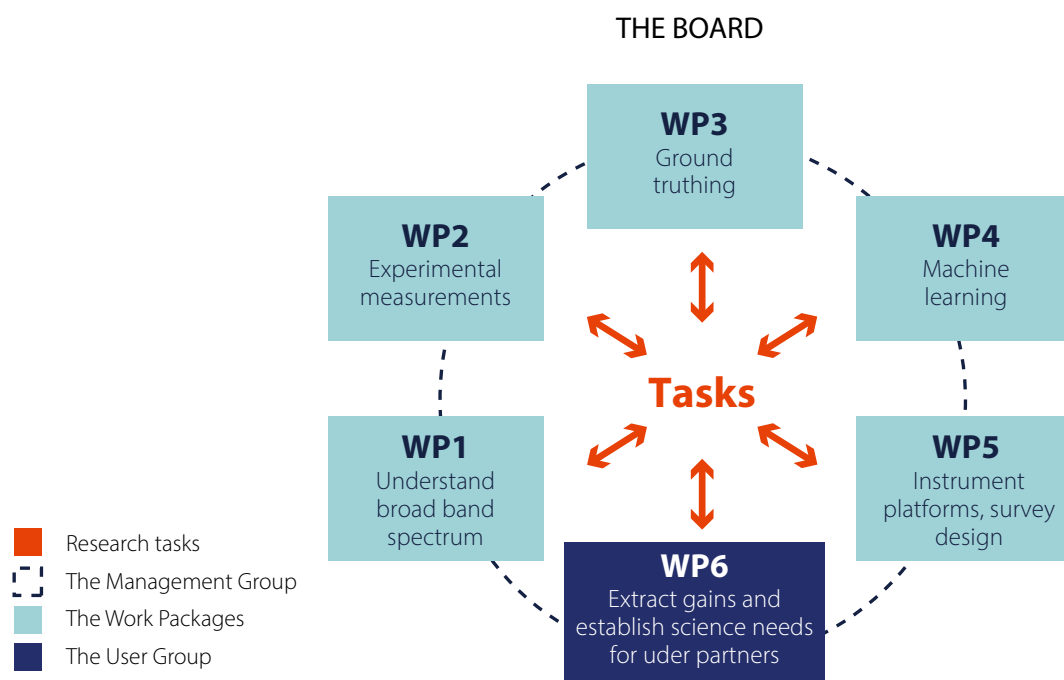 THE BOARD
WP3
Ground
truthing
WP2
Experimental
measurements
WP4
Machine
learning
Tasks
WP1
Understand
broad band
spectrum
WP5
Instrument
platforms, survey
design
WP6
Extract gains and
establish science needs
for uder partners
Research tasks
The Management Group
The Work Packages
The User Group